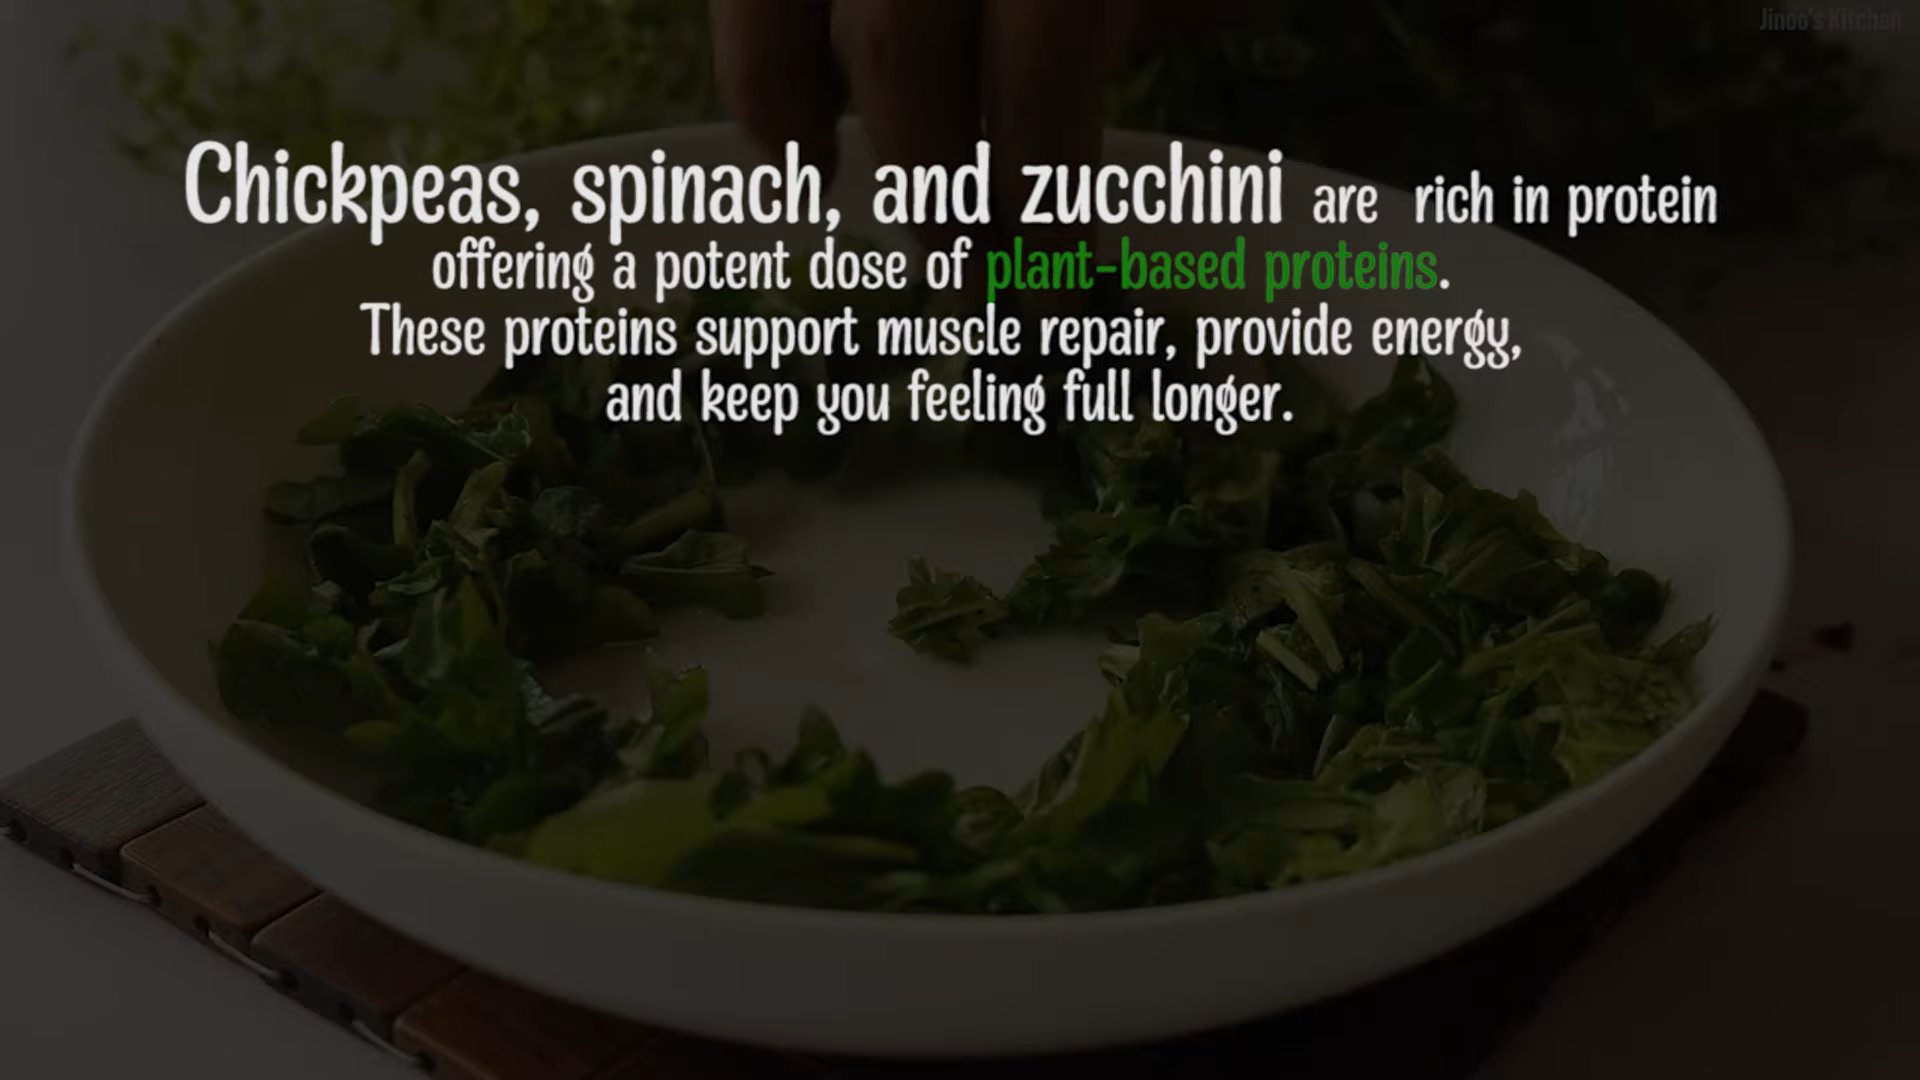 Jinoo's Kitchen
Chickpeas, spinach, and zucchini are rich in protein
offering a potent dose of plant-based proteins.
These proteins support muscle repair, provide energy,
and keep you feeling full longer.